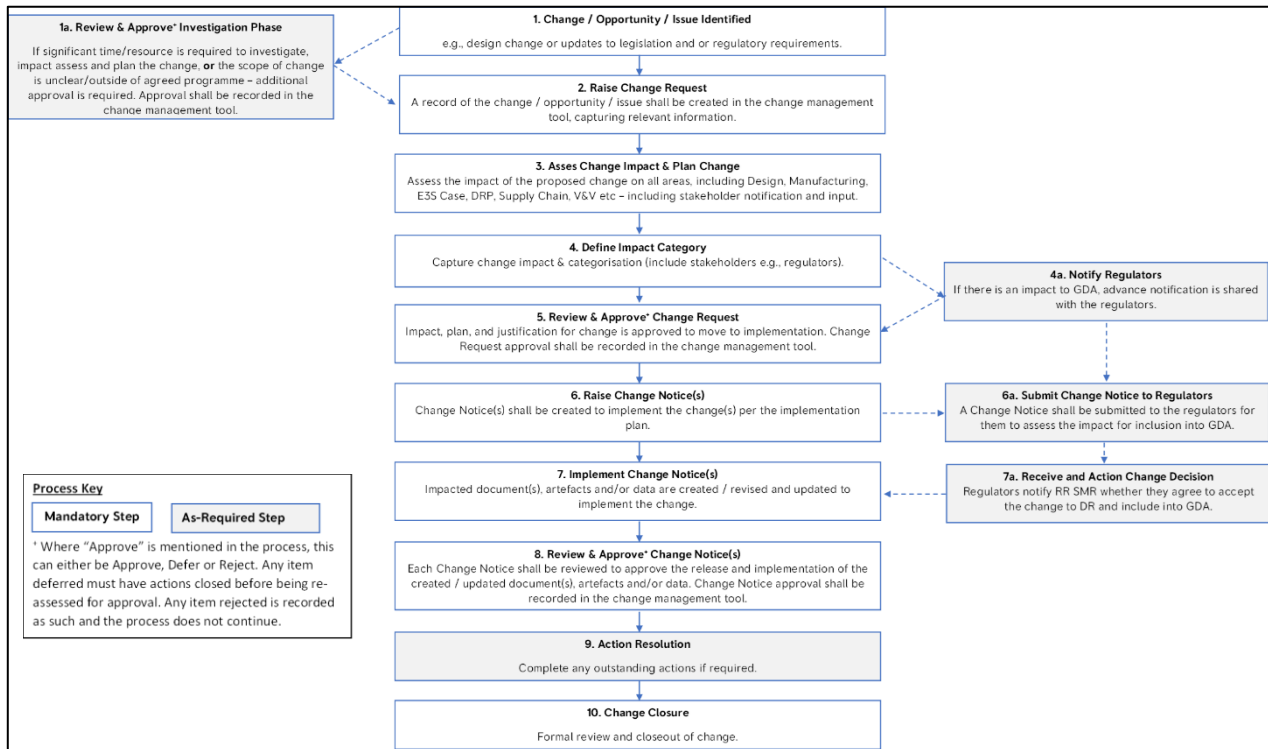 1a. Review & Approve* Investigation Phase
If significant time/resource is required to investigate,
impact assess and plan the change, or the scope of
change is unclear/outside of agreed programme – additional
approval is required. Approval shall be recorded in the
change management tool.
1. Change / Opportunity / Issue Identified
e.g., design change or updates to legislation and or regulatory requirements.
2. Raise Change Request
A record of the change / opportunity / issue shall be created in the change management
tool, capturing relevant information.
3. Asses Change Impact & Plan Change
Assess the impact of the proposed change on all areas, including Design, Manufacturing,
E3S Case, DRP, Supply Chain, V&V etc – including stakeholder notification and input.
4. Define Impact Category
Capture change impact & categorisation (include stakeholders e.g., regulators).
4a. Notify Regulators
If there is an impact to GDA, advance notification is shared
with the regulators.
5. Review & Approve* Change Request
Impact, plan, and justification for change is approved to move to implementation. Change
Request approval shall be recorded in the change management tool.
6. Raise Change Notice(s)
Change Notice(s) shall be created to implement the change(s) per the implementation
plan.
6a. Submit Change Notice to Regulators
A Change Notice shall be submitted to the regulators for
them to assess the impact for inclusion into GDA.
7. Implement Change Notice(s)
Impacted document(s), artefacts and/or data are created / revised and updated to
implement the change.
7a. Receive and Action Change Decision
Regulators notify RR SMR whether they agree to accept
the change to DR and include into GDA.
8. Review & Approve* Change Notice(s)
Each Change Notice shall be reviewed to approve the release and implementation of the
created / updated document(s), artefacts and/or data. Change Notice approval shall be
recorded in the change management tool.
9. Action Resolution
Complete any outstanding actions if required.
10. Change Closure
Formal review and closeout of change.
Process Key
Mandatory Step
As-Required Step
* Where "Approve" is mentioned in the process, this
can either be Approve, Defer or Reject. Any item
deferred must have actions closed before being re-
assessed for approval. Any item rejected is recorded
as such and the process does not continue.